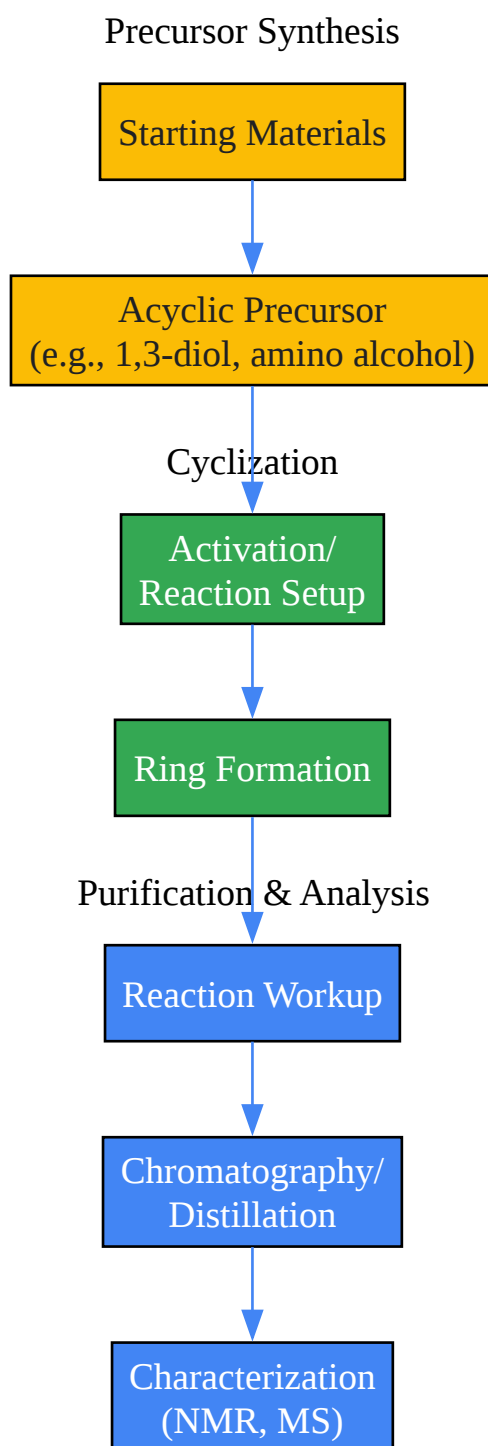 Precursor Synthesis
Starting Materials
Acyclic Precursor
(e.g., 1,3-diol, amino alcohol)
Cyclization
Activation/
Reaction Setup
Ring Formation
Purification & Analysis
Reaction Workup
Chromatography/
Distillation
Characterization
(NMR, MS)